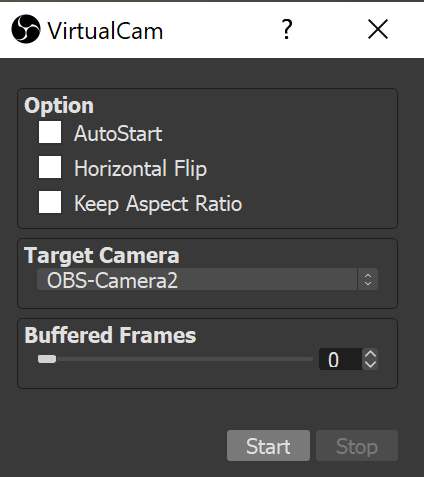 VirtualCam ?
Option
AutoStart
Horizontal Flip
Keep Aspect Ratio
Target Camera
OBS-Camera2
Buffered Frames
0
Start Stop